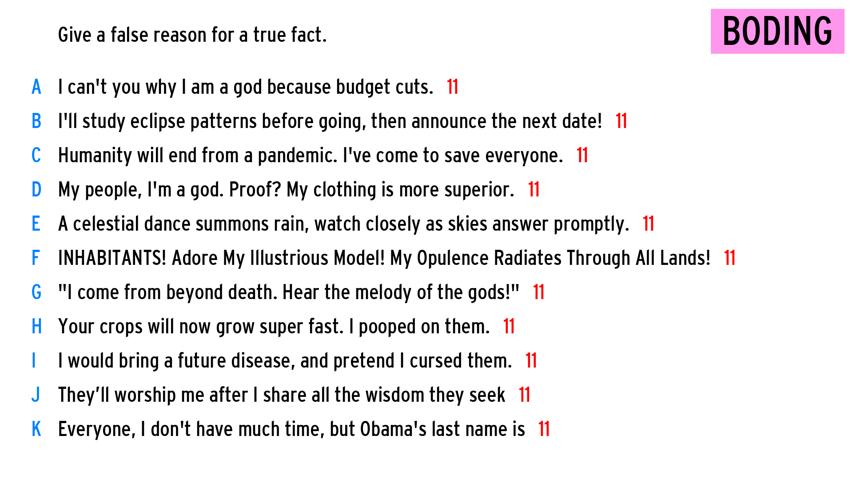 Give a false reason for a true fact.
BODING
A I can't you why I am a god because budget cuts. 11
B I'll study eclipse patterns before going, then announce the next date! 11
C Humanity will end from a pandemic. I've come to save everyone. 11
D My people, I'm a god. Proof? My clothing is more superior. 11
E A celestial dance summons rain, watch closely as skies answer promptly. 11
F INHABITANTS! Adore My Illustrious Model! My Opulence Radiates Through All Lands! 11
G "I come from beyond death. Hear the melody of the gods!" 11
H Your crops will now grow super fast. I pooped on them. 11
I I would bring a future disease, and pretend I cursed them. 11
J They’ll worship me after I share all the wisdom they seek 11
K Everyone, I don't have much time, but Obama's last name is 11